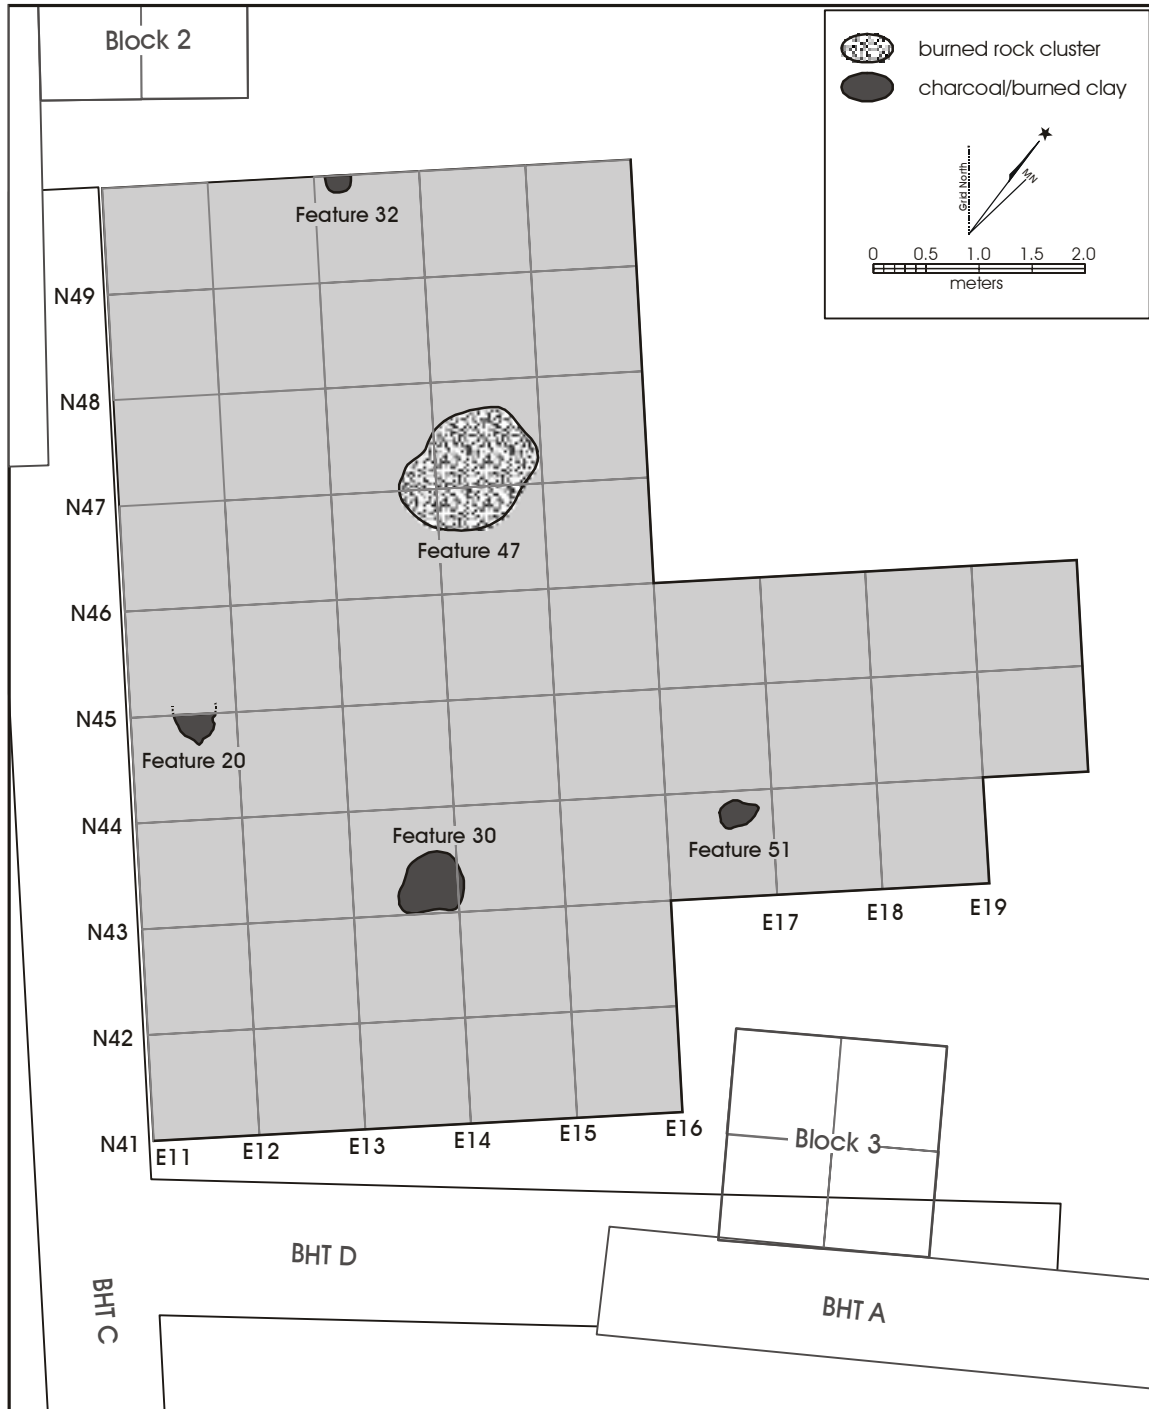 Block 2
burned rock cluster
charcoal/burned clay
Grid North
MN
0 0.5 1.0 1.5 2.0
meters
Feature 32
N49
N48
N47
Feature 47
N46
N45
Feature 20
N44
Feature 30
Feature 51
N43
E17 E18 E19
N42
N41
E11 E12 E13 E14 E15 E16
Block 3
BHT D
BHT C
BHT A